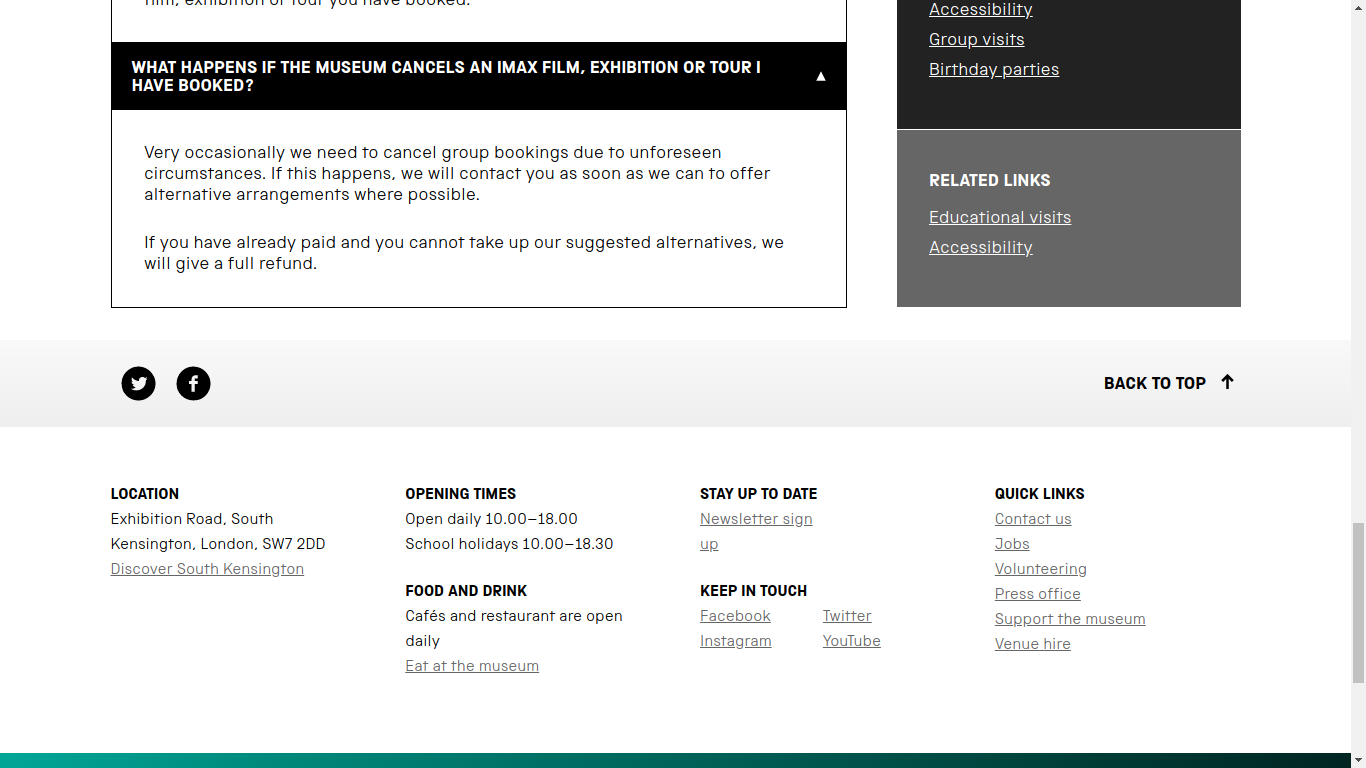 film, exhibition or tour you have booked.
WHAT HAPPENS IF THE MUSEUM CANCELS AN IMAX FILM, EXHIBITION OR TOUR I
HAVE BOOKED?
Very occasionally we need to cancel group bookings due to unforeseen
circumstances. If this happens, we will contact you as soon as we can to offer
alternative arrangements where possible.
If you have already paid and you cannot take up our suggested alternatives, we
will give a full refund.
Accessibility
Group visits
Birthday parties
RELATED LINKS
Educational visits
Accessibility
BACK TO TOP
LOCATION
Exhibition Road, South
Kensington, London, SW7 2DD
Discover South Kensington
OPENING TIMES
Open daily 10.00–18.00
School holidays 10.00–18.30
FOOD AND DRINK
Cafés and restaurant are open
daily
Eat at the museum
STAY UP TO DATE
Newsletter sign
up
KEEP IN TOUCH
Facebook Twitter
Instagram YouTube
QUICK LINKS
Contact us
Jobs
Volunteering
Press office
Support the museum
Venue hire